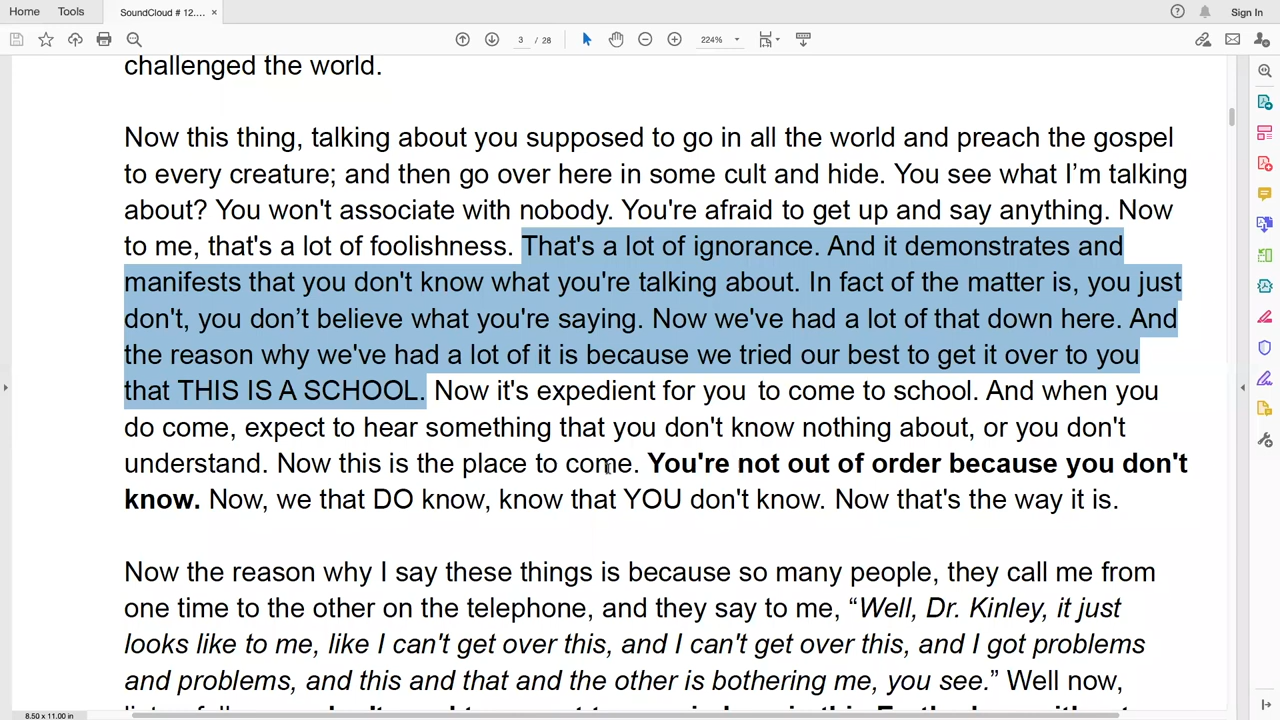 Home Tools SoundCloud # 12.... × Sign In
3 / 28 224%
challenged the world.
Now this thing, talking about you supposed to go in all the world and preach the gospel
to every creature; and then go over here in some cult and hide. You see what I’m talking
about? You won't associate with nobody. You're afraid to get up and say anything. Now
to me, that's a lot of foolishness. That's a lot of ignorance. And it demonstrates and
manifests that you don't know what you're talking about. In fact of the matter is, you just
don't, you don’t believe what you're saying. Now we've had a lot of that down here. And
the reason why we've had a lot of it is because we tried our best to get it over to you
that THIS IS A SCHOOL. Now it's expedient for you to come to school. And when you
do come, expect to hear something that you don't know nothing about, or you don't
understand. Now this is the place to come. You're not out of order because you don't
know. Now, we that DO know, know that YOU don't know. Now that's the way it is.
Now the reason why I say these things is because so many people, they call me from
one time to the other on the telephone, and they say to me, “Well, Dr. Kinley, it just
looks like to me, like I can't get over this, and I can't get over this, and I got problems
and problems, and this and that and the other is bothering me, you see.” Well now,
8.50 x 11.00 in